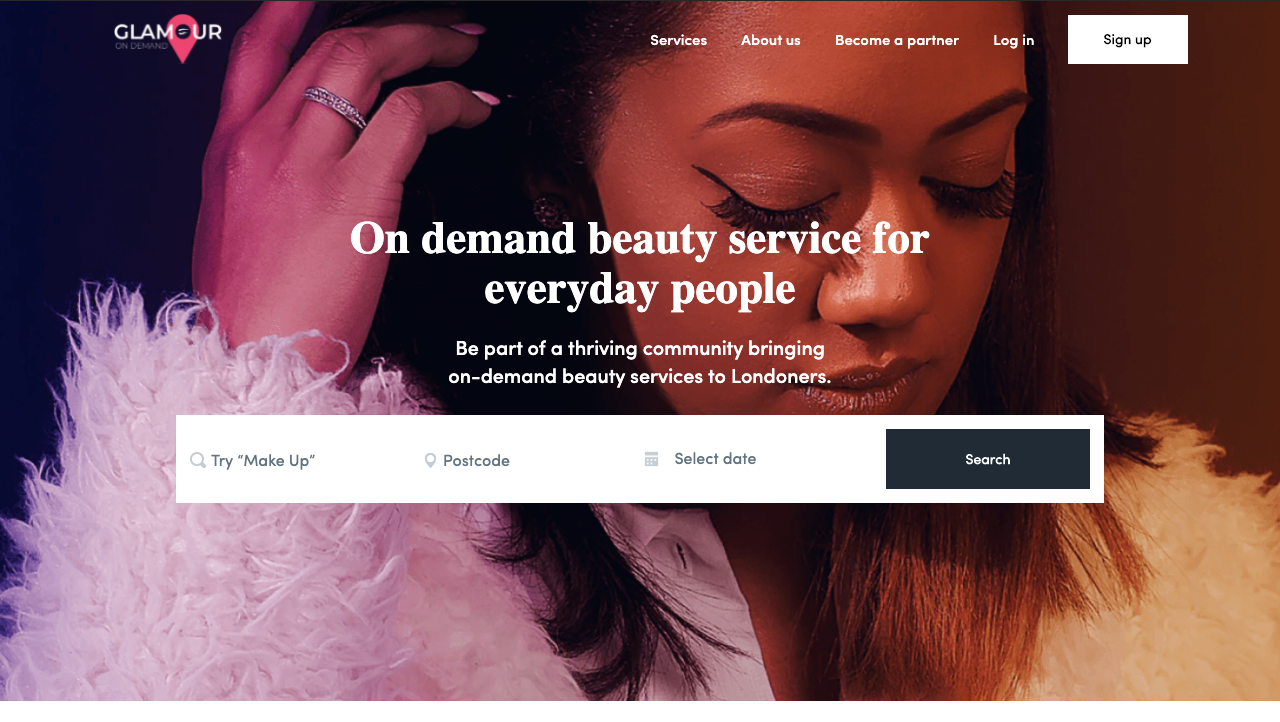 GLAMOUR
ON DEMAND
Services
About us
Become a partner
Log in
Sign up
On demand beauty service for
everyday people
Be part of a thriving community bringing
on-demand beauty services to Londoners.
Try “Make Up”
Postcode
Select date
Search